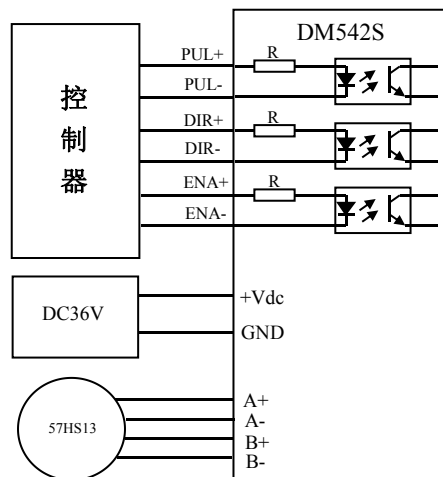 DM542S
控
制
器
PUL+
R
PUL-
DIR+
R
DIR-
ENA+
R
ENA-
DC36V
+Vdc
GND
57HS13
A+
A-
B+
B-